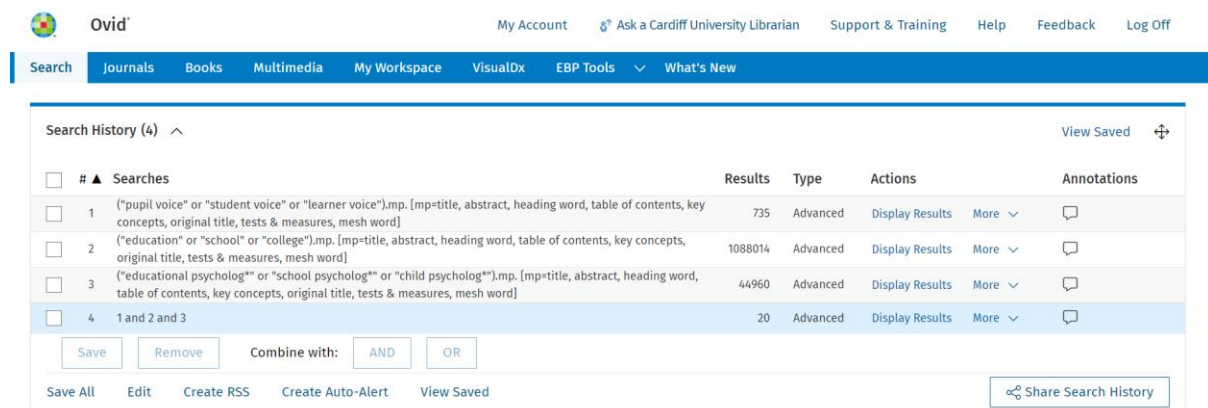 Ovid®
My Account Ask a Cardiff University Librarian Support & Training Help Feedback Log Off
Search Journals Books Multimedia My Workspace VisualDx EBP Tools What's New
Search History (4)
View Saved
# ▲ Searches Results Type Actions Annotations
1 ("pupil voice" or "student voice" or "learner voice").mp. [mp=title, abstract, heading word, table of contents, key
concepts, original title, tests & measures, mesh word] 735 Advanced Display Results More
2 ("education" or "school" or "college").mp. [mp=title, abstract, heading word, table of contents, key concepts,
original title, tests & measures, mesh word] 1088014 Advanced Display Results More
3 ("educational psycholog*" or "school psycholog*" or "child psycholog*").mp. [mp=title, abstract, heading word,
table of contents, key concepts, original title, tests & measures, mesh word] 44960 Advanced Display Results More
4 1 and 2 and 3 20 Advanced Display Results More
Save Remove Combine with: AND OR
Save All Edit Create RSS Create Auto-Alert View Saved Share Search History